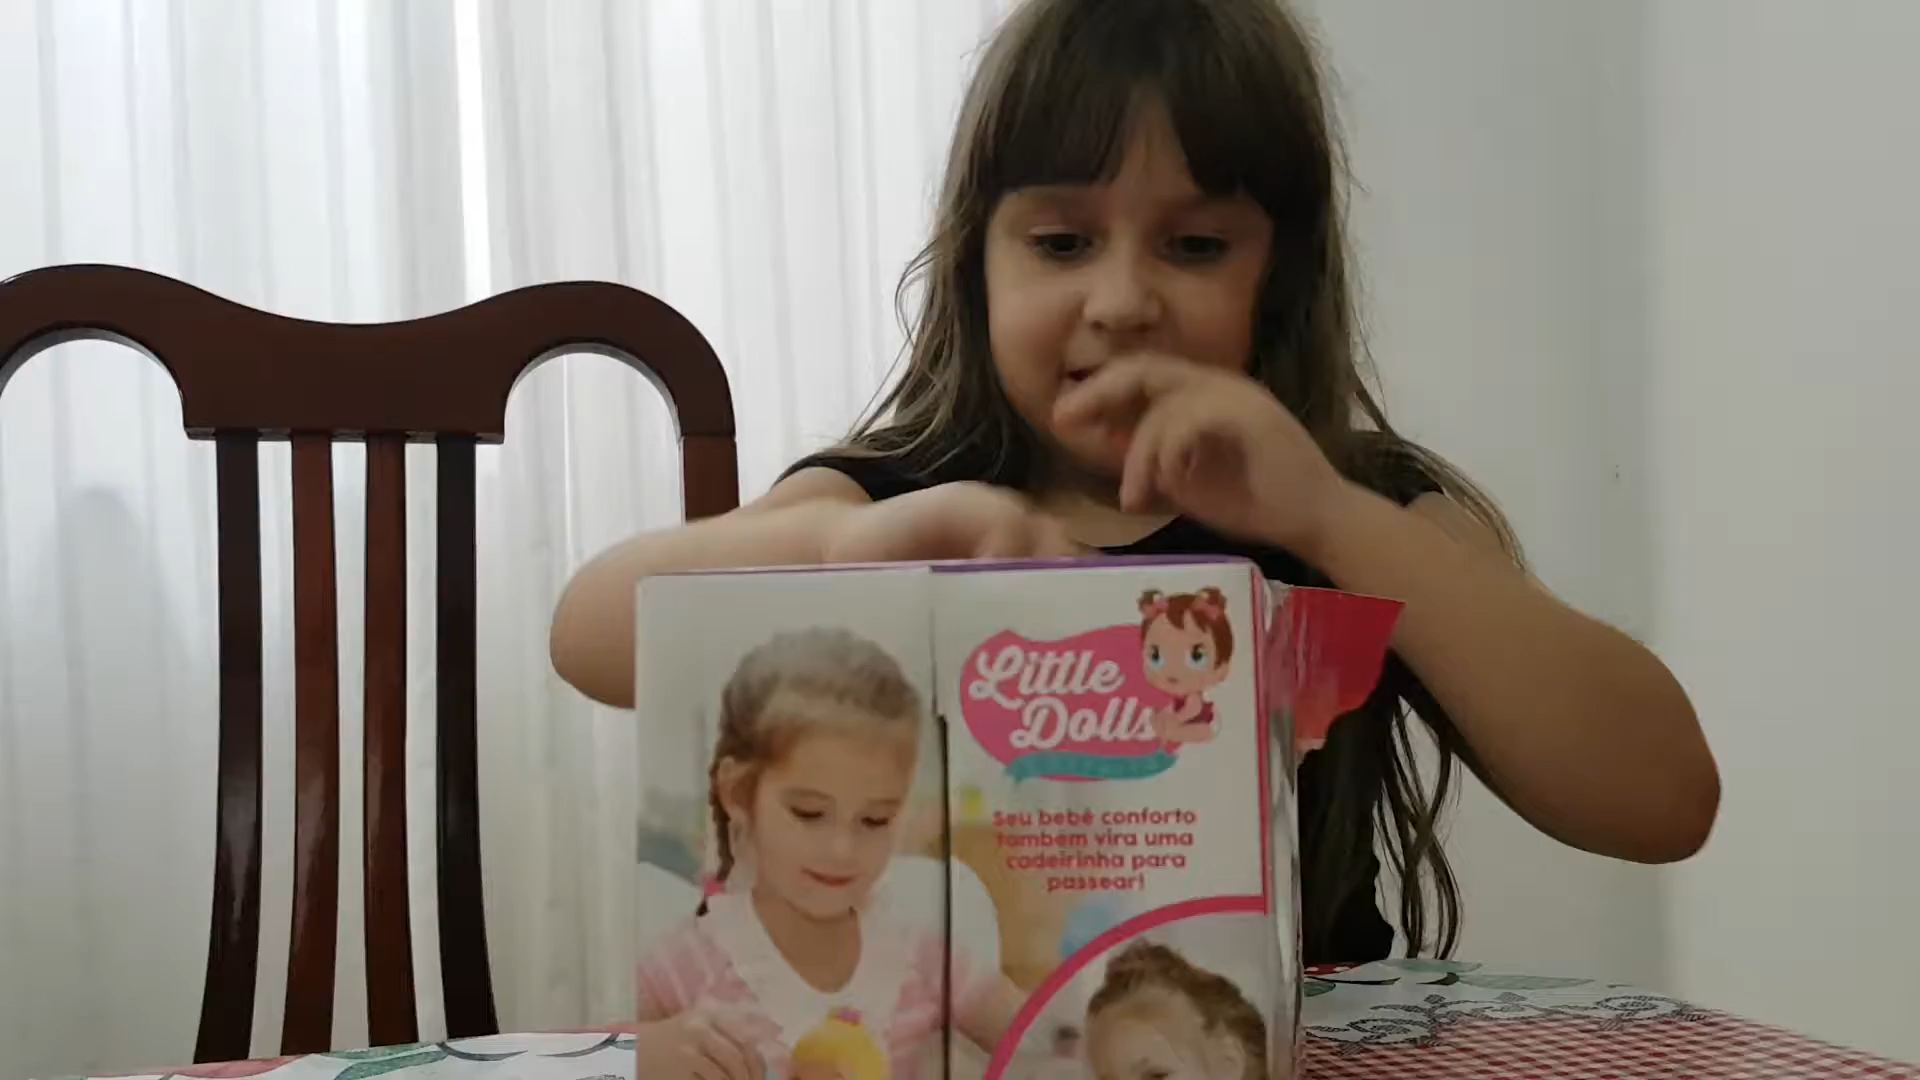 Little
Dolls
Seu bebê conforto
também vira uma
cadeirinha para
passear!